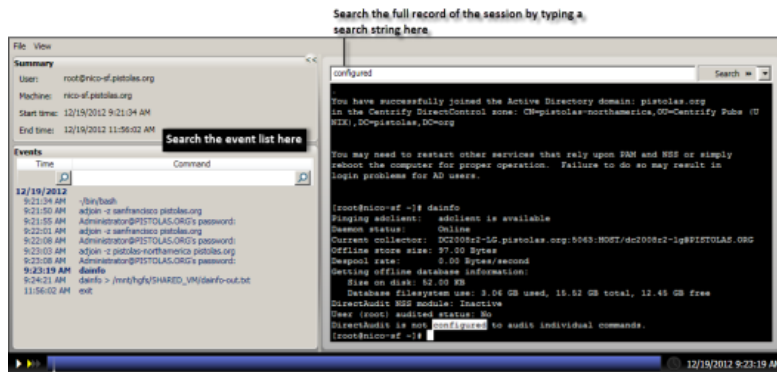 Search the full record of the session by typing a
search string here
File View
Summary
<<
User: root@nico-sf.pistolas.org
Machine: nico-sf.pistolas.org
Start time: 12/19/2012 9:21:34 AM
End time: 12/19/2012 11:56:02 AM
Search the event list here
Events
Time Command
12/19/2012
9:21:34 AM -/bin/bash
9:21:50 AM adjoin -z sanfrancisco pistolas.org
9:21:55 AM Administrator@PISTOLAS.ORG's password:
9:22:01 AM adjoin -z sanfrancisco pistolas.org
9:22:08 AM Administrator@PISTOLAS.ORG's password:
9:23:03 AM adjoin -z pistolas-northamerica pistolas.org
9:23:08 AM Administrator@PISTOLAS.ORG's password:
9:23:19 AM dainfo
9:24:21 AM dainfo > /mnt/hgfs/SHARED_VM/dainfo-out.txt
11:56:02 AM exit
configured
Search »
You have successfully joined the Active Directory domain: pistolas.org
in the Centrify DirectControl zone: CN=pistolas-northamerica,OU=Centrify Pubs (U
NIX),DC=pistolas,DC=org
You may need to restart other services that rely upon PAM and NSS or simply
reboot the computer for proper operation. Failure to do so may result in
login problems for AD users.
[root@nico-sf ~]# dainfo
Pinging adclient: adclient is available
Daemon status: Online
Current collector: DC2008r2-LG.pistolas.org:5063:HOST/dc2008r2-lg@PISTOLAS.ORG
Offline store size: 97.00 Bytes
Despool rate: 0.00 Bytes/second
Getting offline database information:
Size on disk: 52.00 KB
Database filesystem use: 3.06 GB used, 15.52 GB total, 12.45 GB free
DirectAudit NSS module: Inactive
User (root) audited status: No
DirectAudit is not configured to audit individual commands.
[root@nico-sf ~]#
12/19/2012 9:23:19 AM